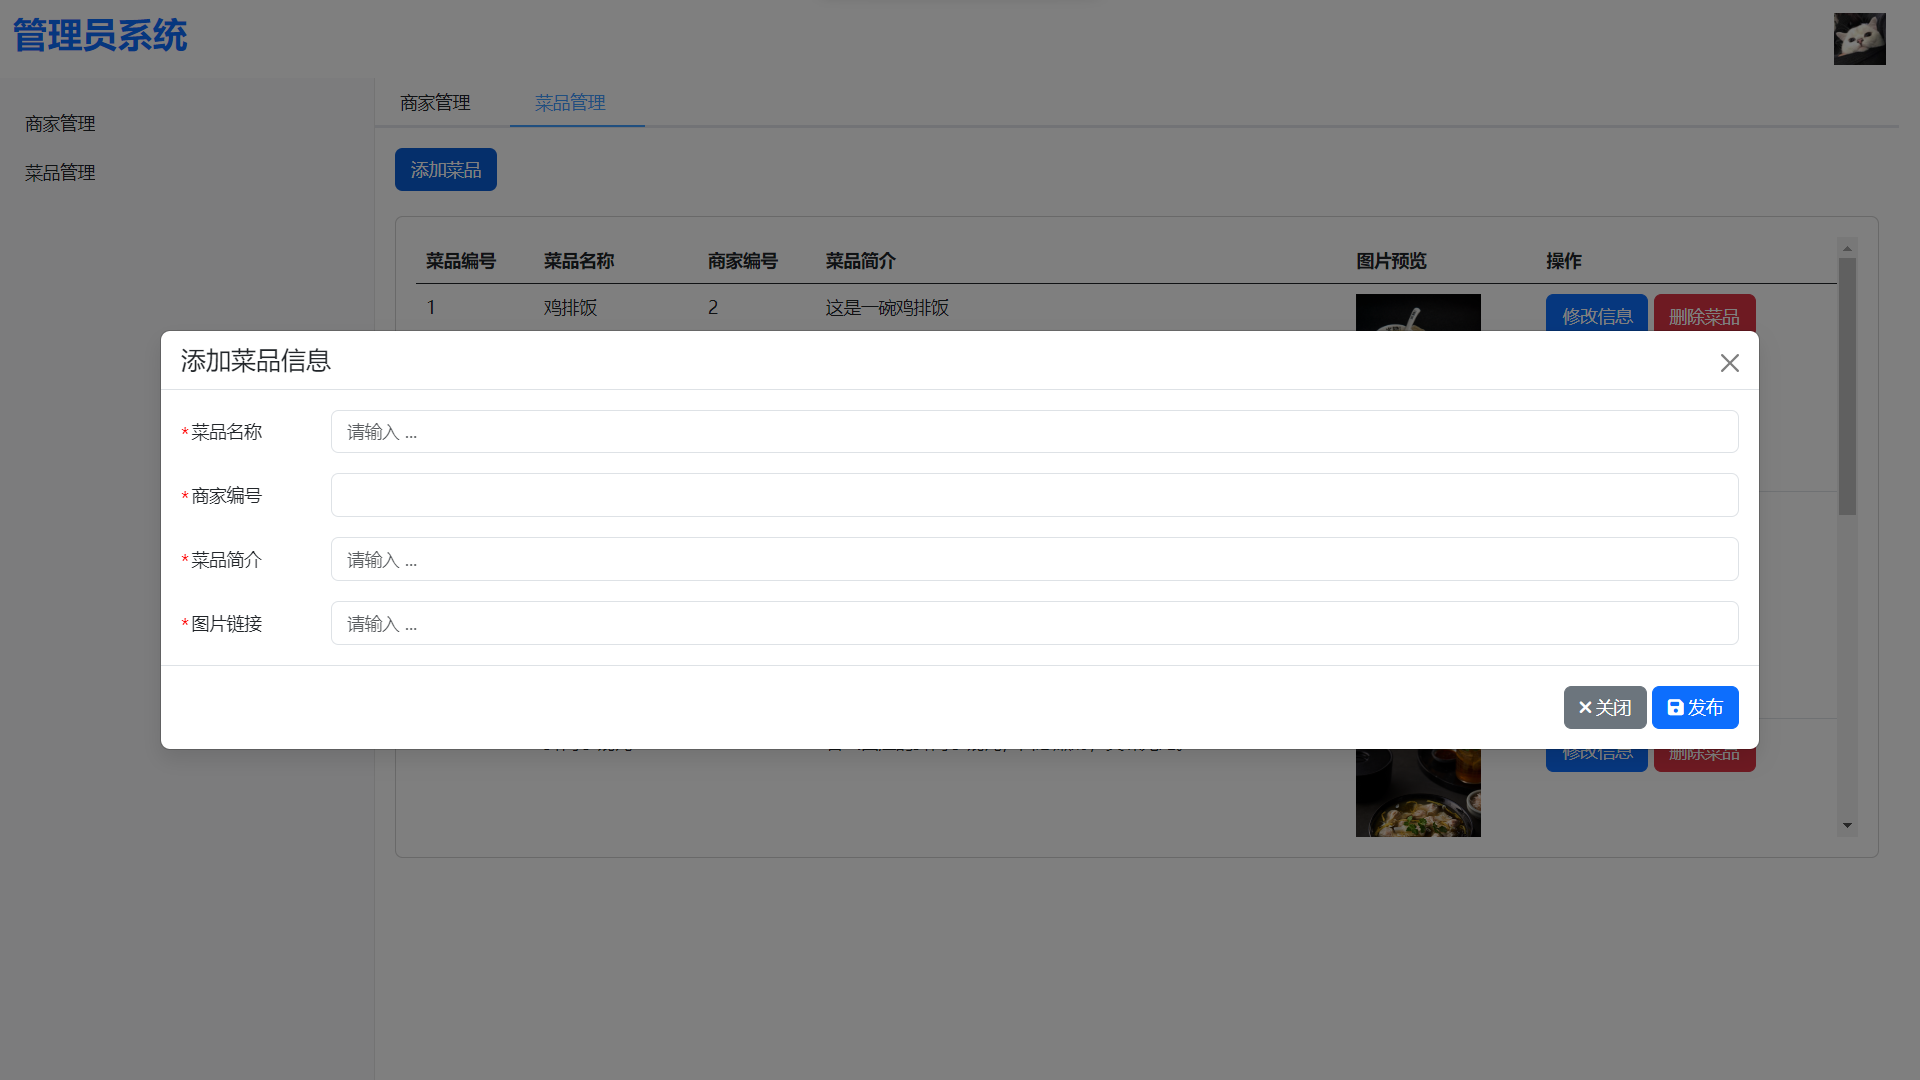 管理员系统
商家管理
菜品管理
商家管理 菜品管理
添加菜品
菜品编号 菜品名称 商家编号 菜品简介 图片预览 操作
1 鸡排饭 2 这是一碗鸡排饭 修改信息 删除菜品
添加菜品信息
*菜品名称 请输入 ...
*商家编号
*菜品简介 请输入 ...
*图片链接 请输入 ...
关闭 发布
修改信息 删除菜品